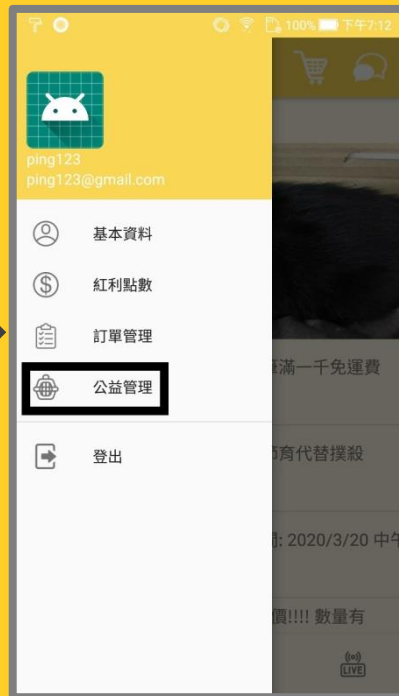 100% 下午7:12
ping123
ping123@gmail.com
基本資料
紅利點數
訂單管理
公益管理
登出
滿一千免運費
育代替撲殺
: 2020/3/20 中午
價!!!! 數量有
LIVE